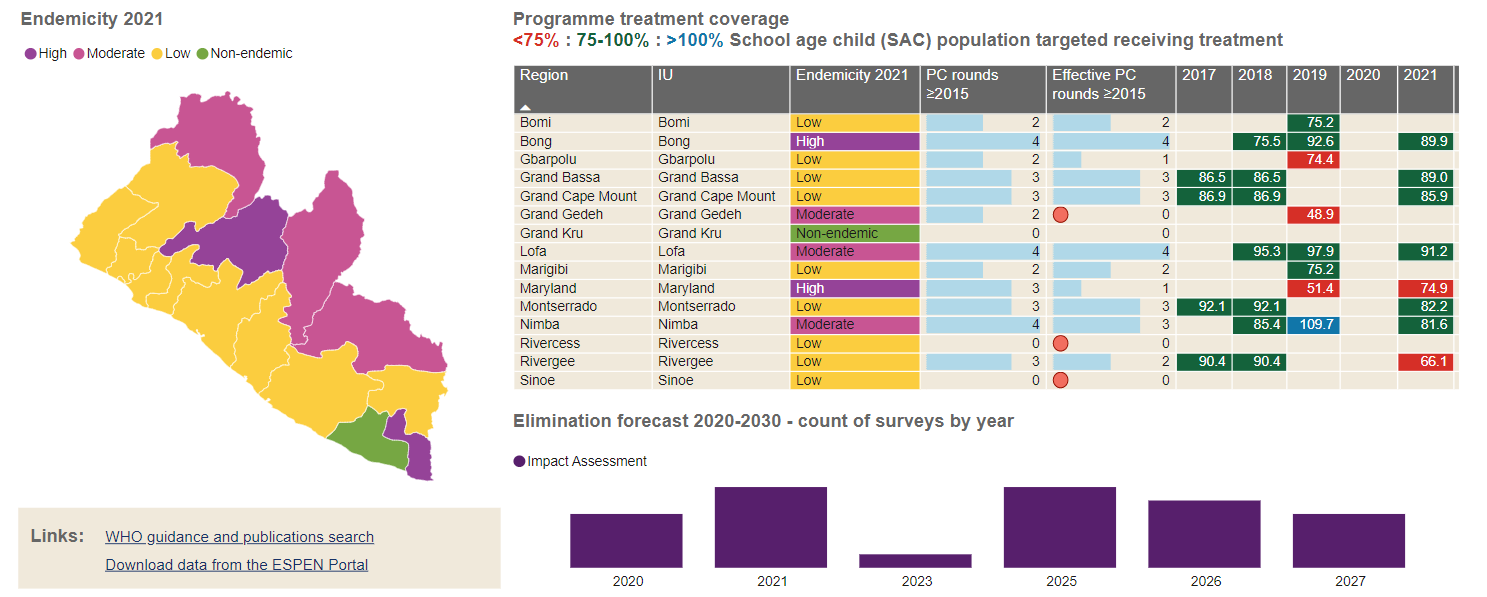 Endemicity 2021
High Moderate Low Non-endemic
Links: WHO guidance and publications search
Download data from the ESPEN Portal
Programme treatment coverage
<75% : 75-100% : >100% School age child (SAC) population targeted receiving treatment
Region IU Endemicity 2021 PC rounds ≥2015 Effective PC rounds ≥2015 2017 2018 2019 2020 2021
Bomi Bomi Low 2 2 75.2
Bong Bong High 4 4 75.5 92.6 89.9
Gbarpolu Gbarpolu Low 2 1 74.4
Grand Bassa Grand Bassa Low 3 3 86.5 86.5 89.0
Grand Cape Mount Grand Cape Mount Low 3 3 86.9 86.9 85.9
Grand Gedeh Grand Gedeh Moderate 2 0 48.9
Grand Kru Grand Kru Non-endemic 0 0
Lofa Lofa Moderate 4 4 95.3 97.9 91.2
Marigibi Marigibi Low 2 2 75.2
Maryland Maryland High 3 1 51.4 74.9
Montserrado Montserrado Low 3 3 92.1 92.1 82.2
Nimba Nimba Moderate 4 3 85.4 109.7 81.6
Rivercess Rivercess Low 0 0
Rivergee Rivergee Low 3 2 90.4 90.4 66.1
Sinoe Sinoe Low 0 0
Elimination forecast 2020-2030 - count of surveys by year
Impact Assessment
2020 2021 2023 2025 2026 2027